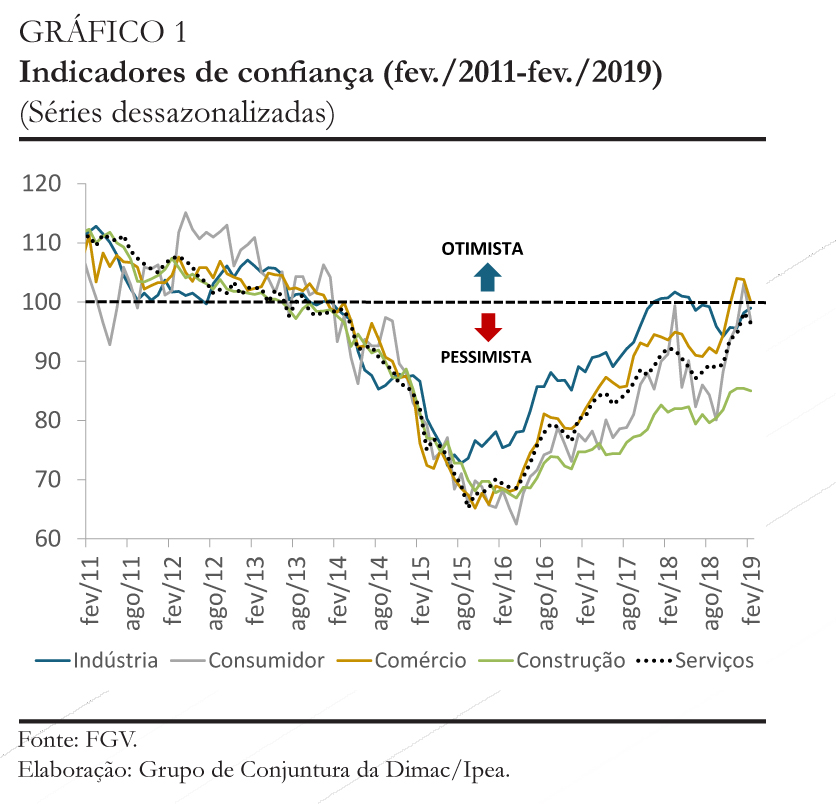 GRÁFICO 1
Indicadores de confiança (fev./2011-fev./2019)
(Séries dessazonalizadas)
120
110
100
90
80
70
60
OTIMISTA
PESSIMISTA
fev/11
ago/11
fev/12
ago/12
fev/13
ago/13
fev/14
ago/14
fev/15
ago/15
fev/16
ago/16
fev/17
ago/17
fev/18
ago/18
fev/19
Indústria Consumidor Comércio Construção Serviços
Fonte: FGV.
Elaboração: Grupo de Conjuntura da Dimac/Ipea.